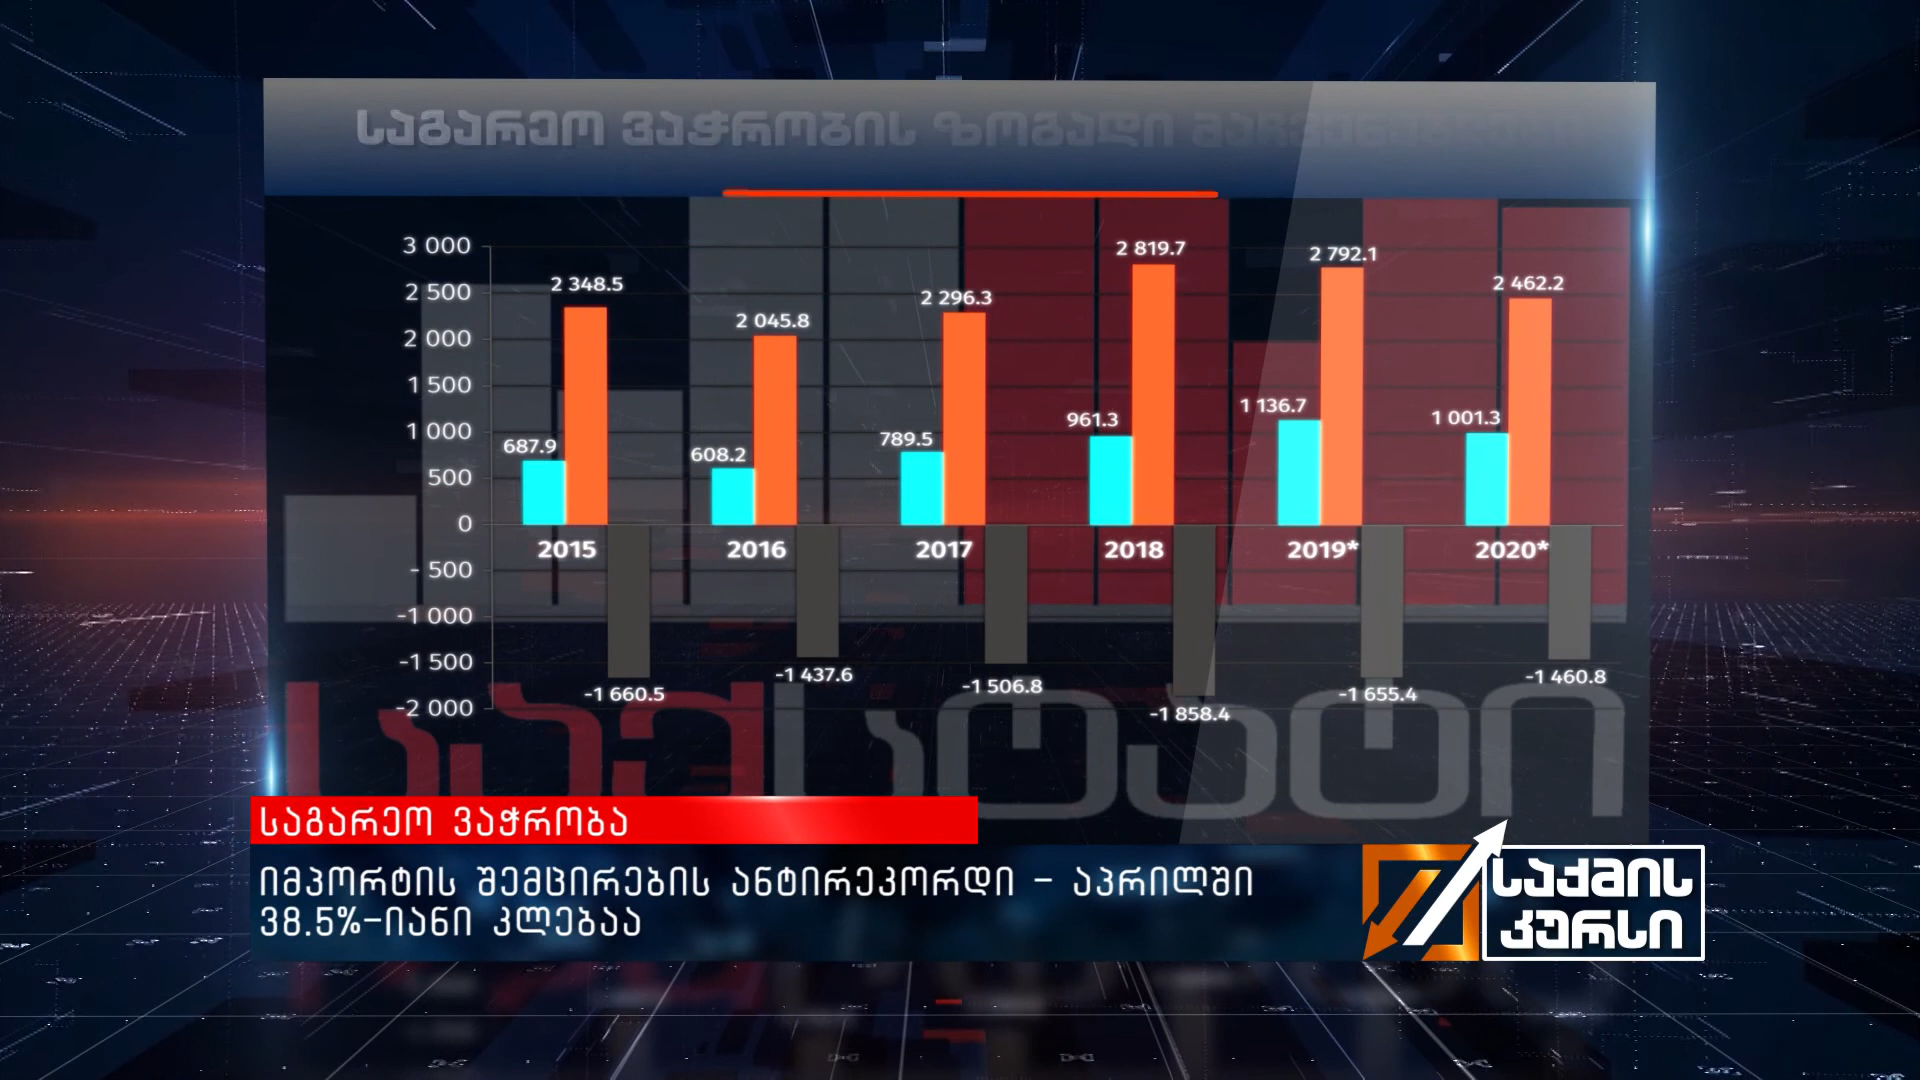 საგარეო ვაჭრობის ზოგადი მაჩვენებლები
3 000
2 500
2 000
1 500
1 000
500
0
- 500
-1 000
-1 500
-2 000
687.9 2 348.5 2015 -1 660.5
608.2 2 045.8 2016 -1 437.6
789.5 2 296.3 2017 -1 506.8
961.3 2 819.7 2018 -1 858.4
1 136.7 2 792.1 2019* -1 655.4
1 001.3 2 462.2 2020* -1 460.8
საქსტატი
საგარეო ვაჭრობა
იმპორტის შემცირების ანტირეკორდი – აპრილში
38.5%-იანი კლებაა
საქმის
კურსი